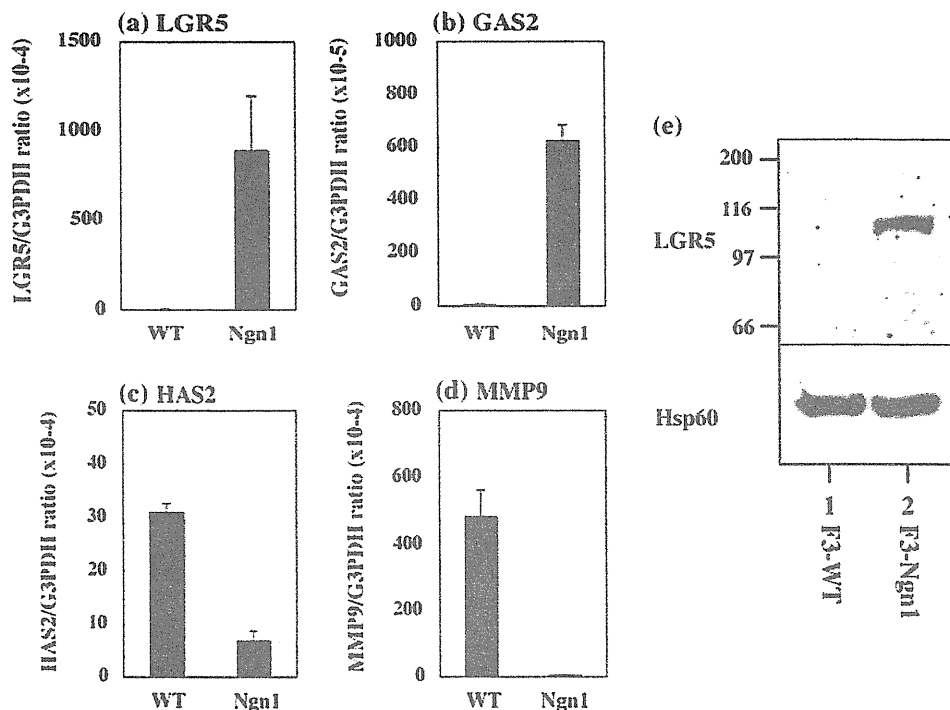 (a) LGR5
LGR5/G3PDH ratio (x10-4)
1500
1000
500
0
WT Ngn1
(b) GAS2
GAS2/G3PDH ratio (x10-5)
1000
800
600
400
200
0
WT Ngn1
(c) HAS2
HAS2/G3PDH ratio (x10-4)
50
40
30
20
10
0
WT Ngn1
(d) MMP9
MMP9/G3PDH ratio (x10-4)
800
600
400
200
0
WT Ngn1
(e)
200
116
LGR5
97
66
Hsp60
1 F3-WT
2 F3-Ngn1